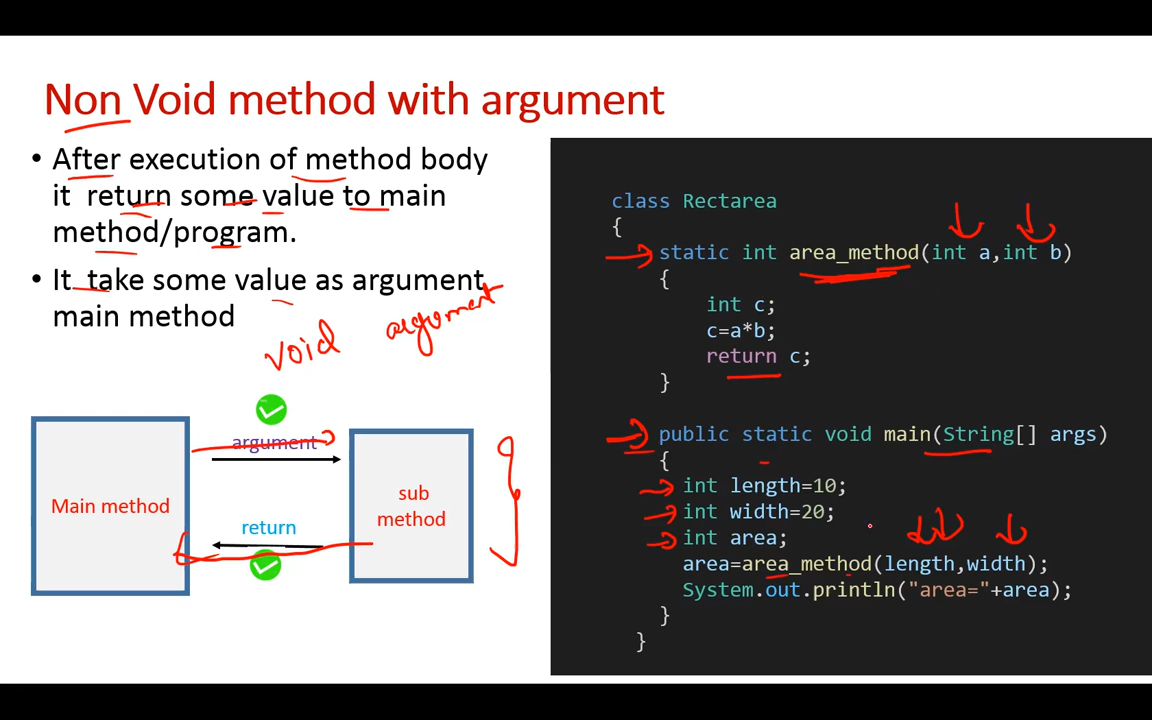 Non Void method with argument
• After execution of method body
it return some value to main
method/program.
• It take some value as argument
main method
void argument
argument
Main method
sub
method
return
class Rectarea
{
static int area_method(int a,int b)
{
int c;
c=a*b;
return c;
}
public static void main(String[] args)
{
int length=10;
int width=20;
int area;
area=area_method(length,width);
System.out.println("area="+area);
}
}